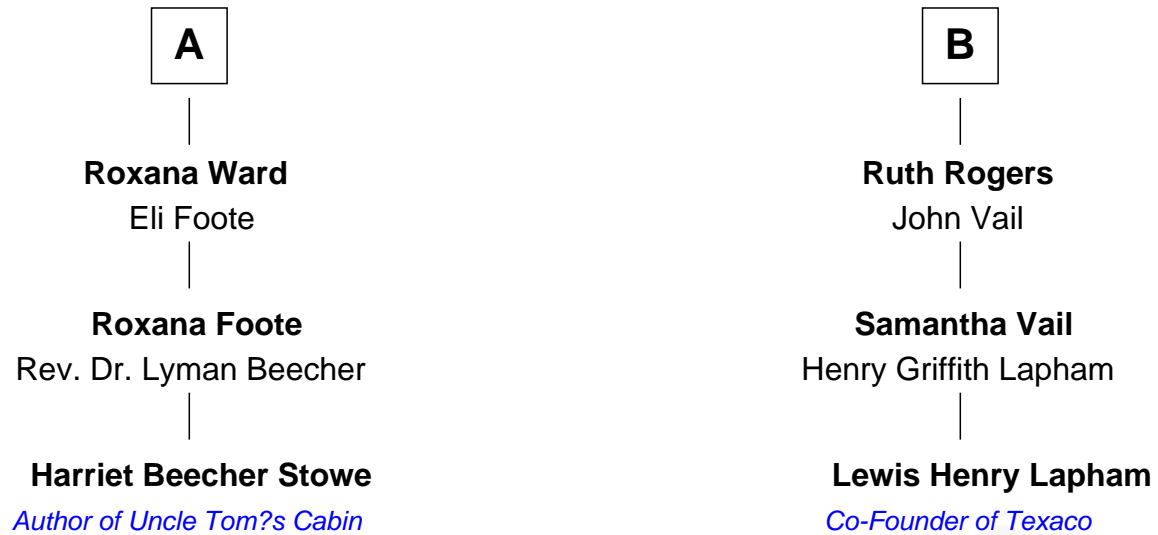 A
Roxana Ward
Eli Foote
Roxana Foote
Rev. Dr. Lyman Beecher
Harriet Beecher Stowe
Author of Uncle Tom?s Cabin
B
Ruth Rogers
John Vail
Samantha Vail
Henry Griffith Lapham
Lewis Henry Lapham
Co-Founder of Texaco